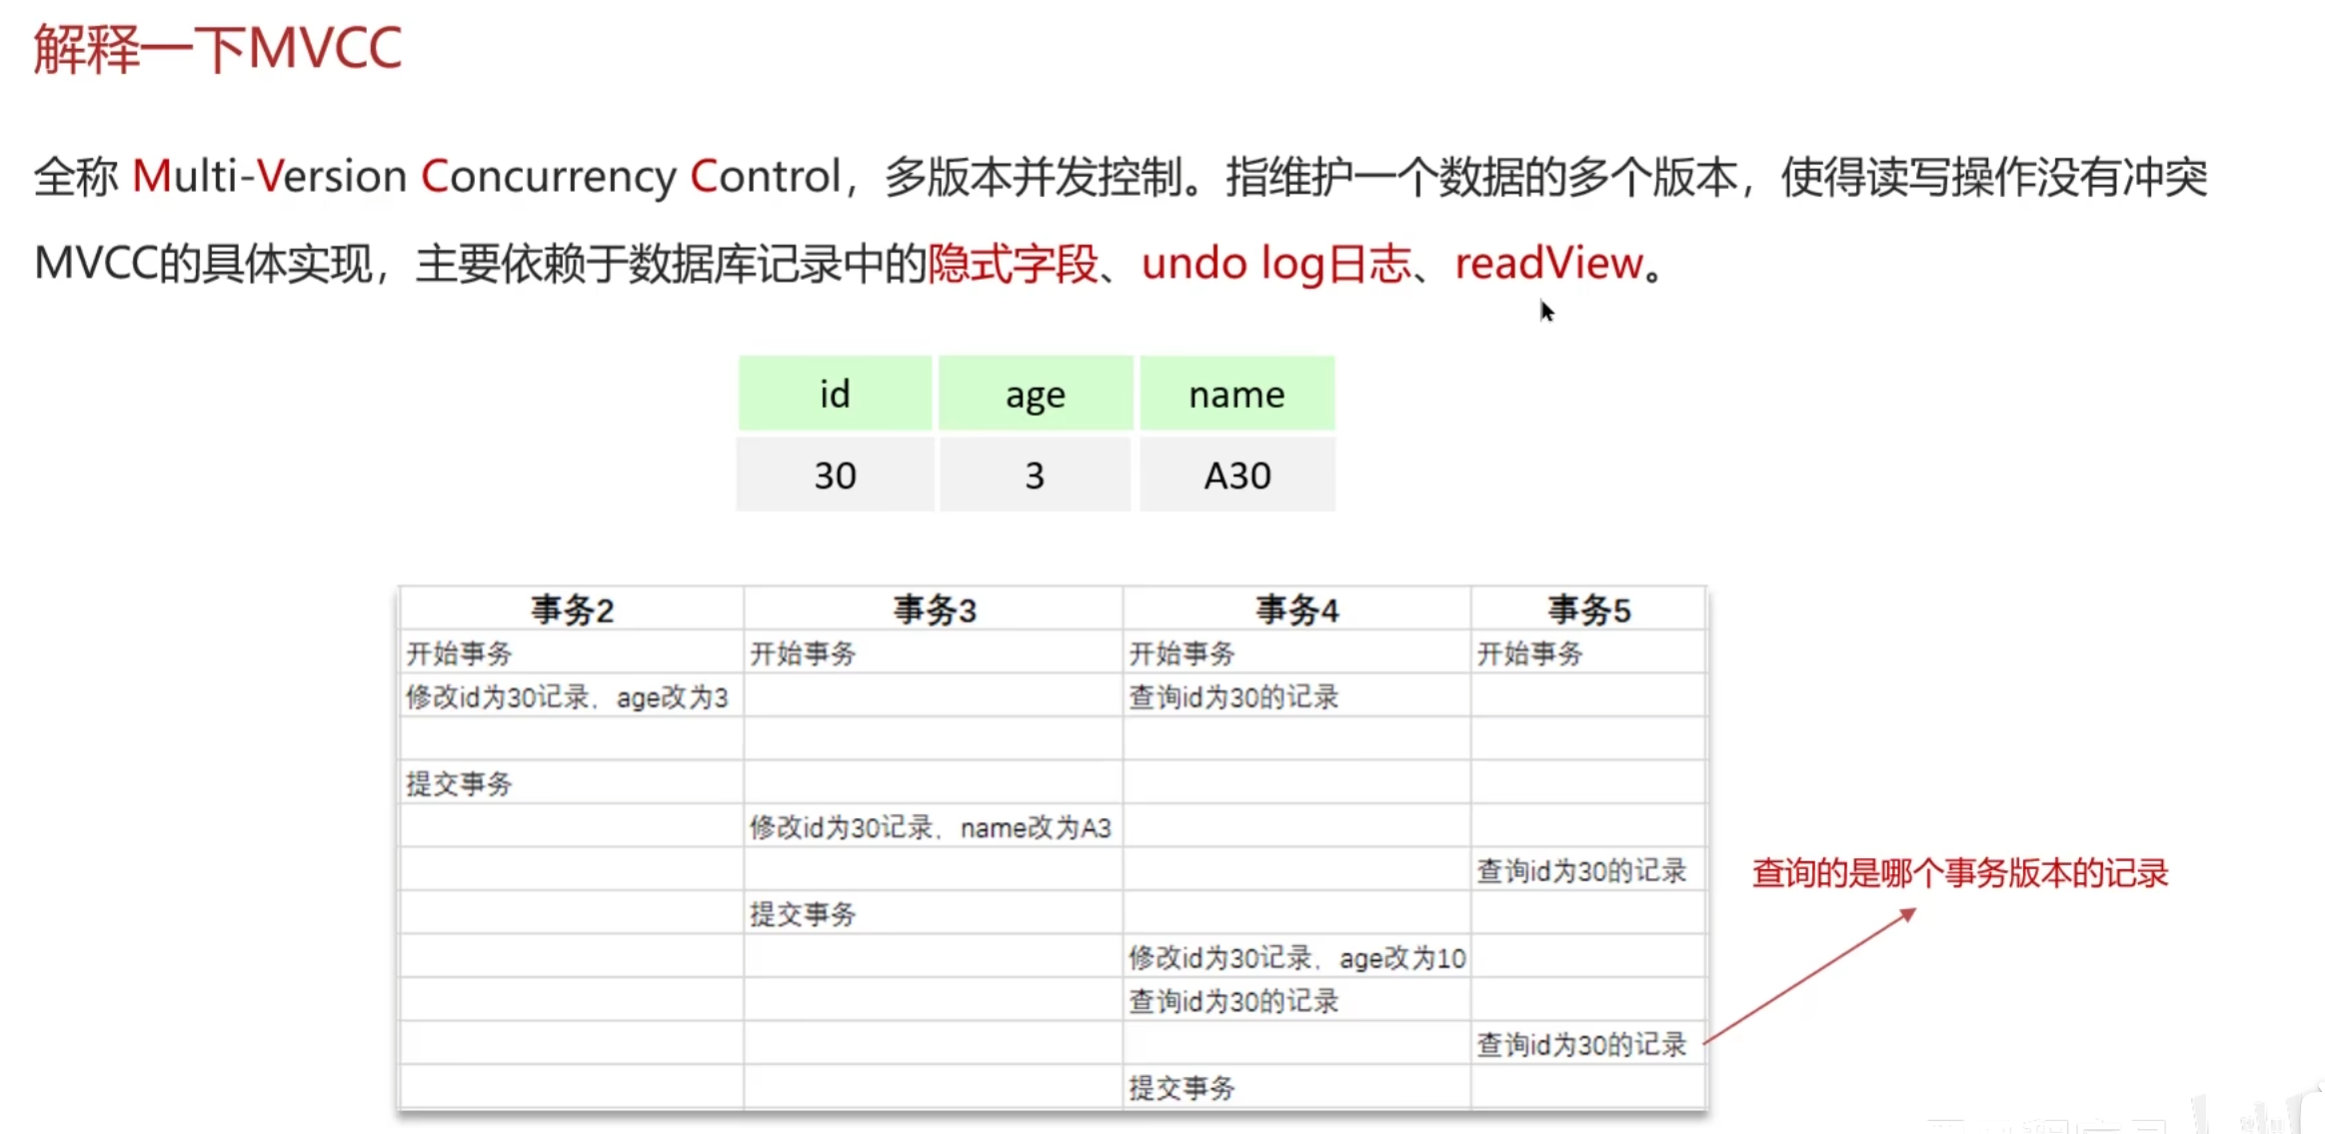 解释一下MVCC
全称 Multi-Version Concurrency Control，多版本并发控制。指维护一个数据的多个版本，使得读写操作没有冲突
MVCC的具体实现，主要依赖于数据库记录中的隐式字段、undo log日志、readView。
id age name
30 3 A30
事务2 事务3 事务4 事务5
开始事务 开始事务 开始事务 开始事务
修改id为30记录，age改为3 查询id为30的记录
提交事务
修改id为30记录，name改为A3
查询id为30的记录 查询的是哪个事务版本的记录
提交事务
修改id为30记录，age改为10
查询id为30的记录
查询id为30的记录
提交事务